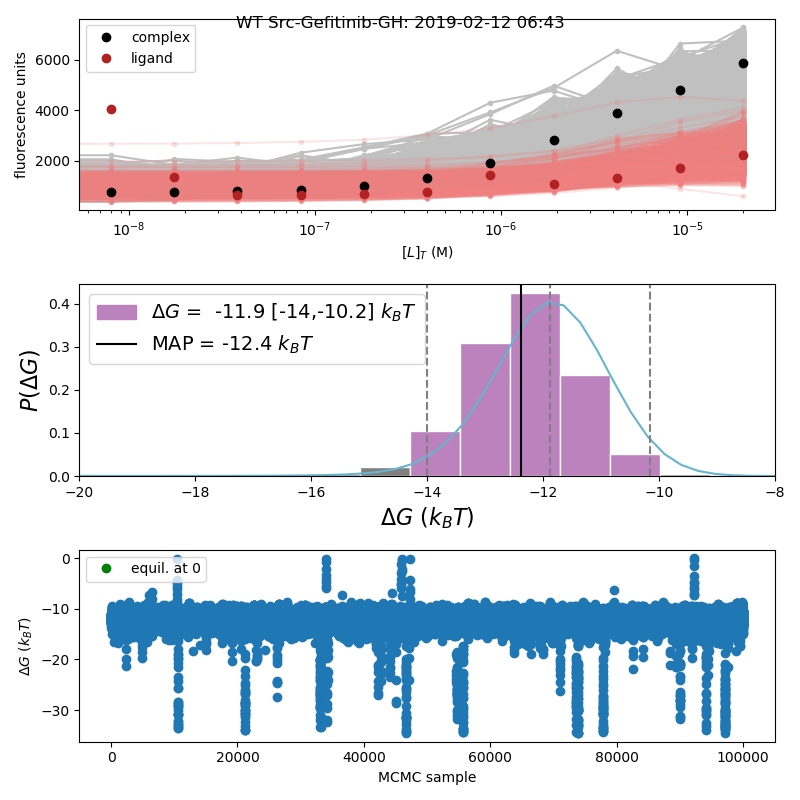 WT Src-Gefitinib-GH: 2019-02-12 06:43
complex
ligand
fluorescence units
6000
4000
2000
10⁻⁸ 10⁻⁷ 10⁻⁶ 10⁻⁵
[L]_T (M)
ΔG = -11.9 [-14,-10.2] k_BT
MAP = -12.4 k_BT
P(ΔG)
0.4
0.3
0.2
0.1
0.0
−20 −18 −16 −14 −12 −10 −8
ΔG (k_BT)
equil. at 0
ΔG (k_BT)
0
−10
−20
−30
0 20000 40000 60000 80000 100000
MCMC sample